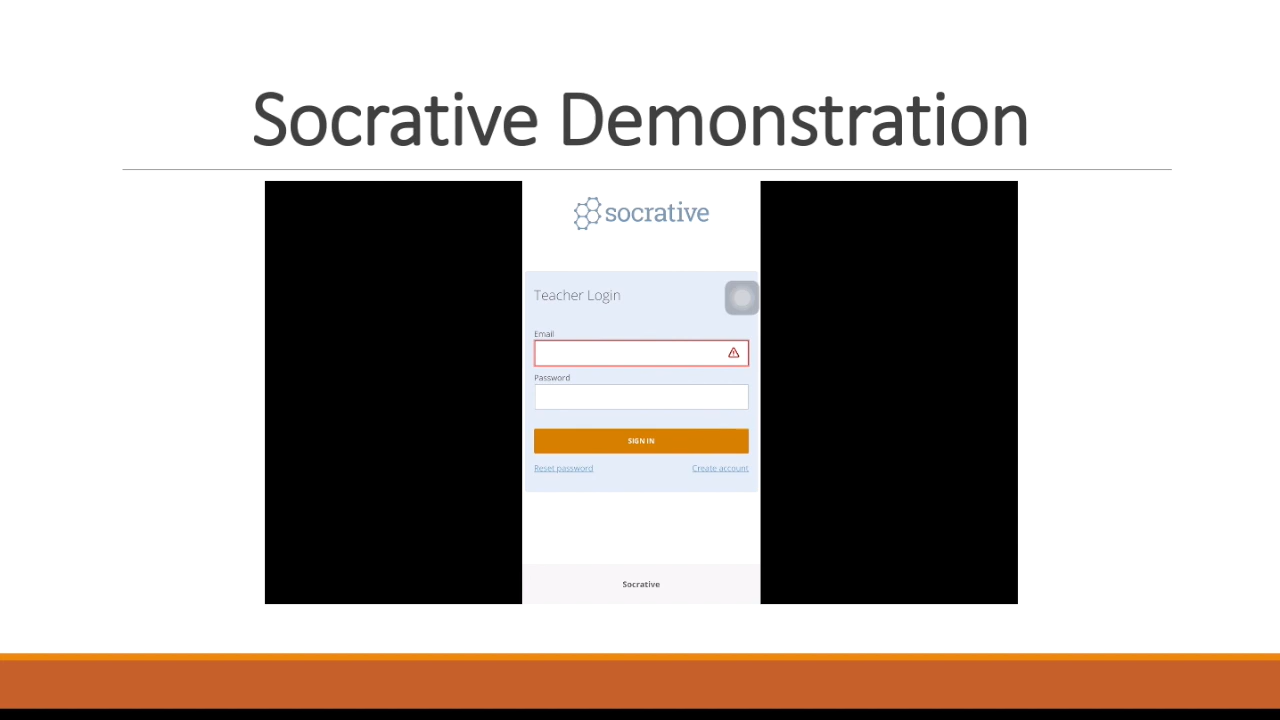 Socrative Demonstration
socrative
Teacher Login
Email
Password
SIGN IN
Reset password Create account
Socrative